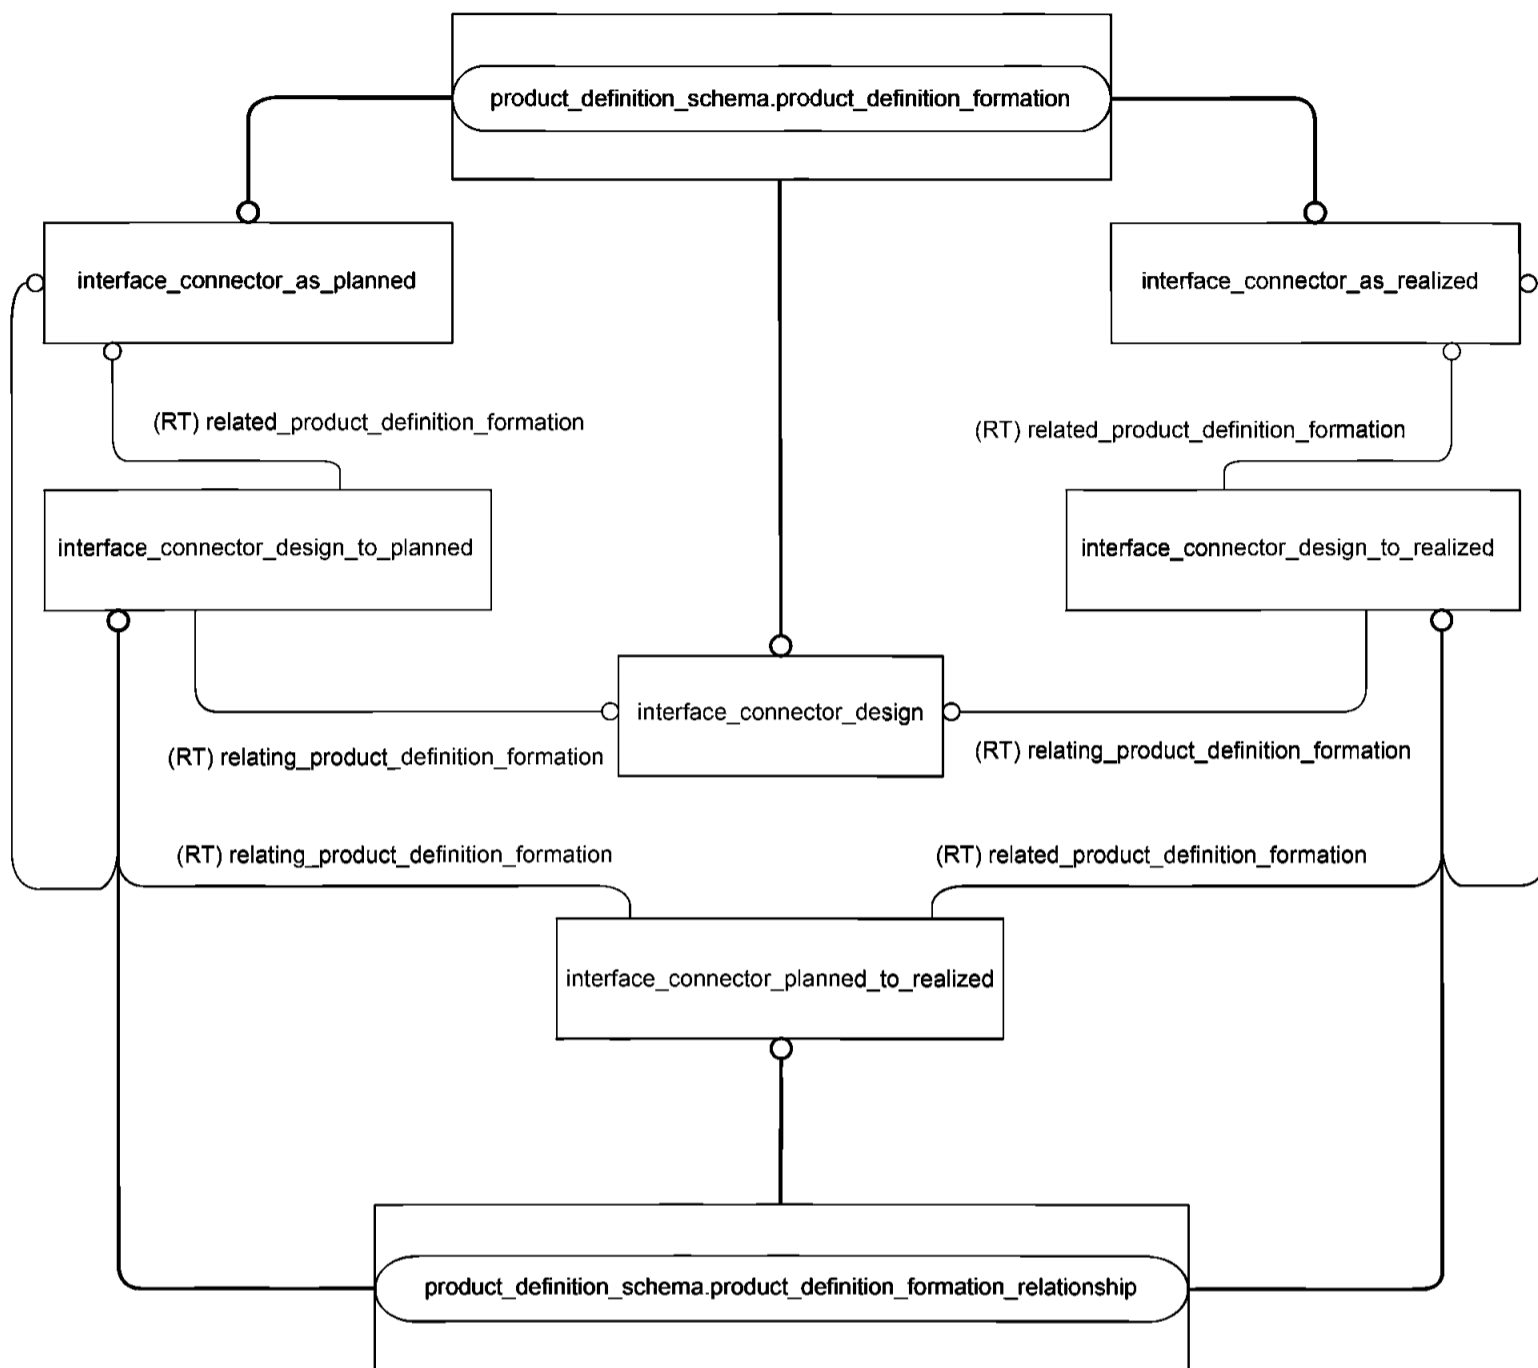 product_definition_schema.product_definition_formation
interface_connector_as_planned
interface_connector_as_realized
(RT) related_product_definition_formation
(RT) related_product_definition_formation
interface_connector_design_to_planned
interface_connector_design_to_realized
interface_connector_design
(RT) relating_product_definition_formation
(RT) relating_product_definition_formation
(RT) relating_product_definition_formation
(RT) related_product_definition_formation
interface_connector_planned_to_realized
product_definition_schema.product_definition_formation_relationship